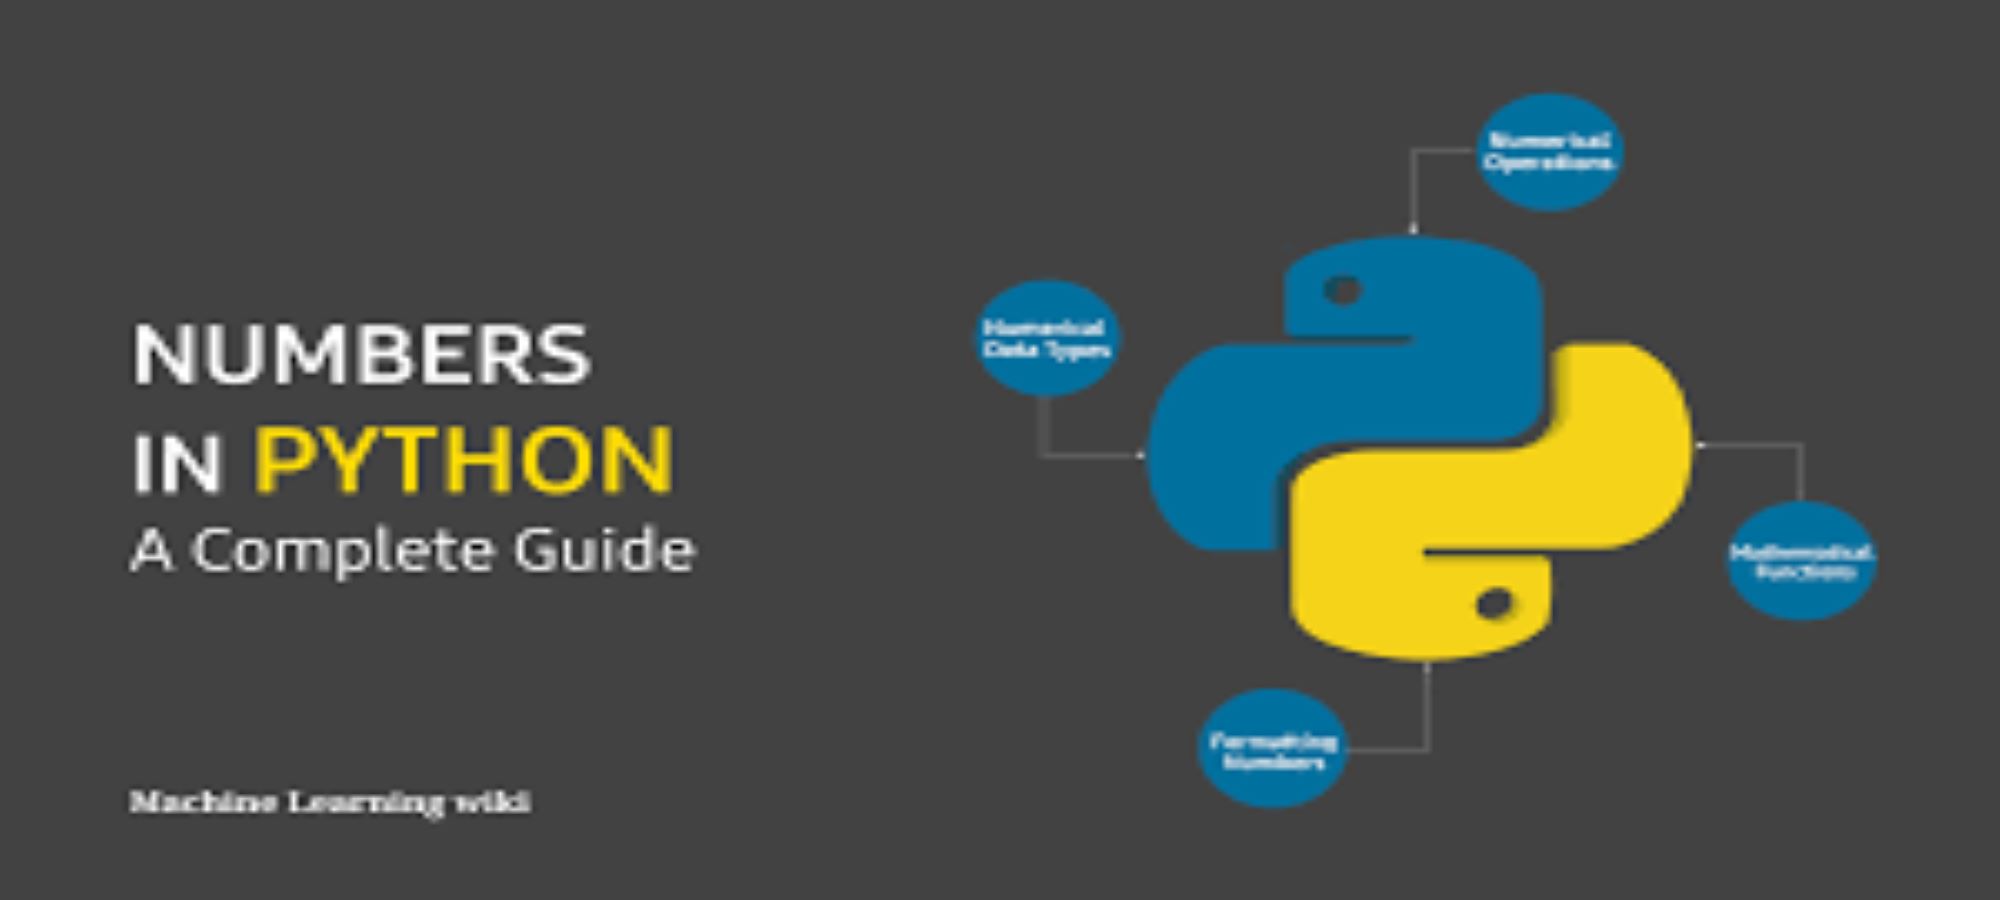 NUMBERS
IN PYTHON
A Complete Guide
Machine Learning wiki
Numerical
Operations
Numerical
Data Types
Mathematical
Functions
Formatting
Numbers